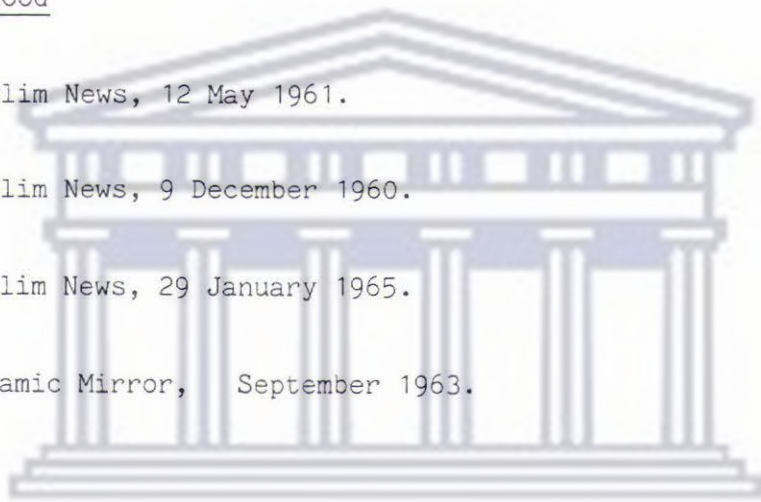 lim News, 12 May 1961.
lim News, 9 December 1960.
lim News, 29 January 1965.
amic Mirror, September 1963.